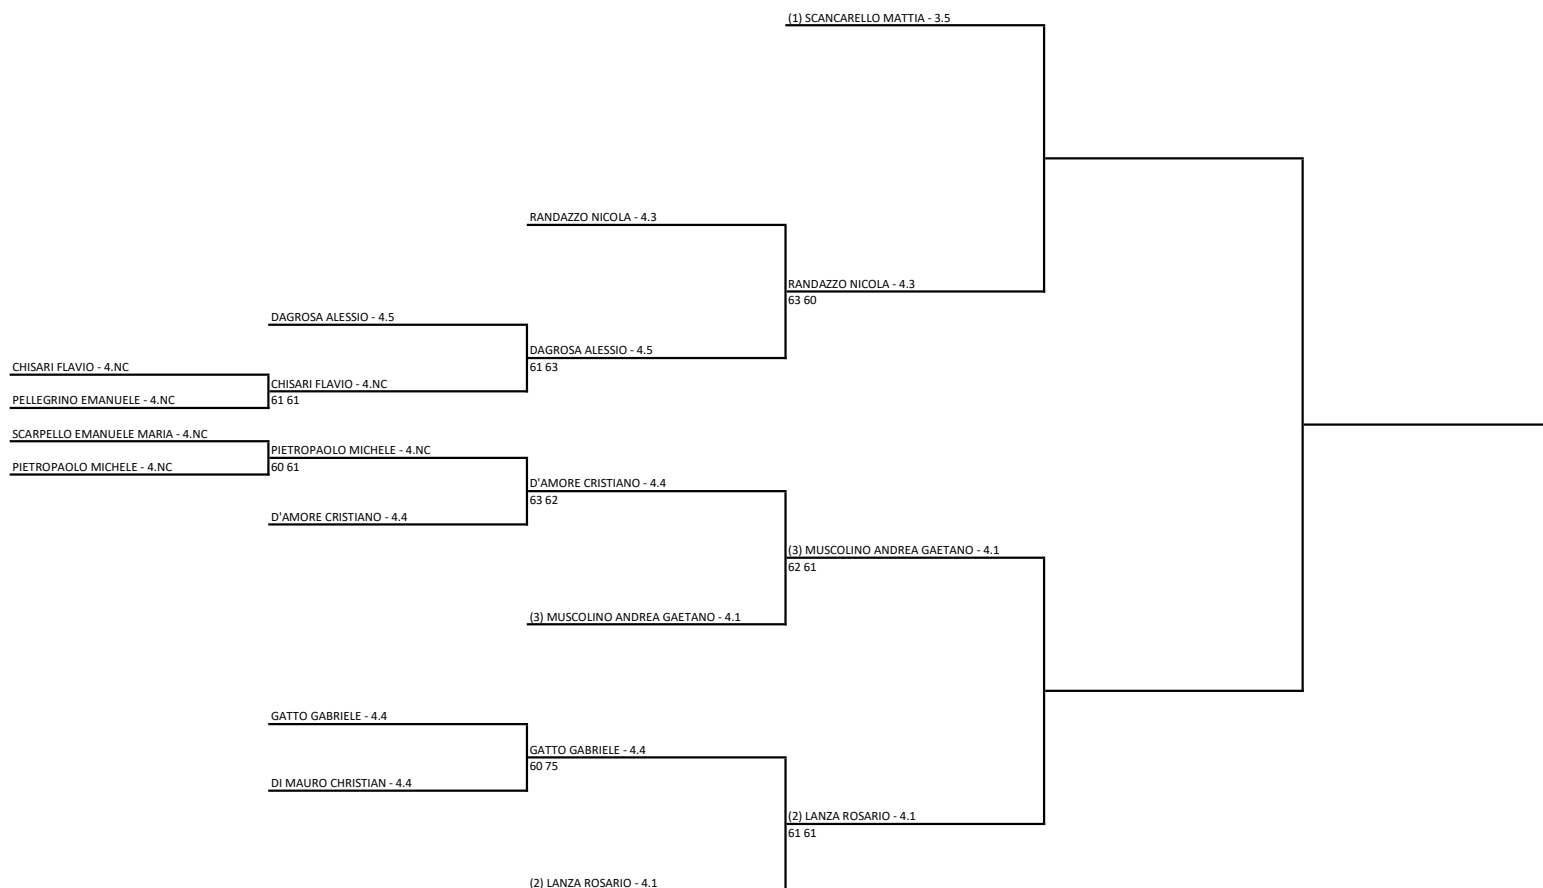 (1) SCANCARELLO MATTIA - 3.5
RANDAZZO NICOLA - 4.3
RANDAZZO NICOLA - 4.3
63 60
DAGROSA ALESSIO - 4.5
DAGROSA ALESSIO - 4.5
61 63
CHISARI FLAVIO - 4.NC
CHISARI FLAVIO - 4.NC
61 61
PELLEGRINO EMANUELE - 4.NC
SCARPELLO EMANUELE MARIA - 4.NC
PIETROPAOLO MICHELE - 4.NC
60 61
PIETROPAOLO MICHELE - 4.NC
D'AMORE CRISTIANO - 4.4
63 62
D'AMORE CRISTIANO - 4.4
(3) MUSCOLINO ANDREA GAETANO - 4.1
62 61
(3) MUSCOLINO ANDREA GAETANO - 4.1
GATTO GABRIELE - 4.4
GATTO GABRIELE - 4.4
60 75
DI MAURO CHRISTIAN - 4.4
(2) LANZA ROSARIO - 4.1
61 61
(2) LANZA ROSARIO - 4.1